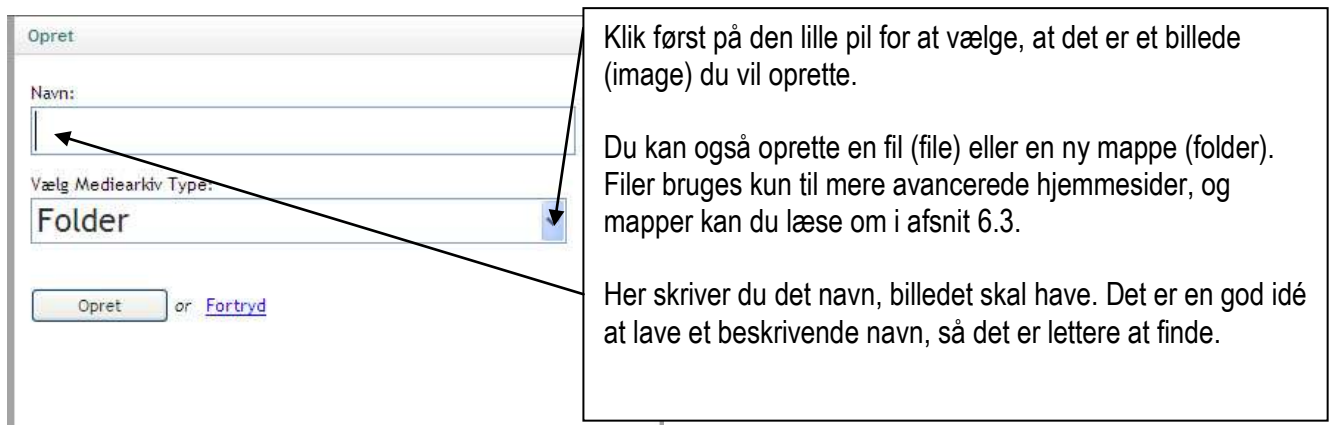 Opret
Navn:
Vælg Mediearkiv Type:
Folder
Opret or Fortryd
Klik først på den lille pil for at vælge, at det er et billede
(image) du vil oprette.
Du kan også oprette en fil (file) eller en ny mappe (folder).
Filer bruges kun til mere avancerede hjemmesider, og
mapper kan du læse om i afsnit 6.3.
Her skriver du det navn, billedet skal have. Det er en god idé
at lave et beskrivende navn, så det er lettere at finde.